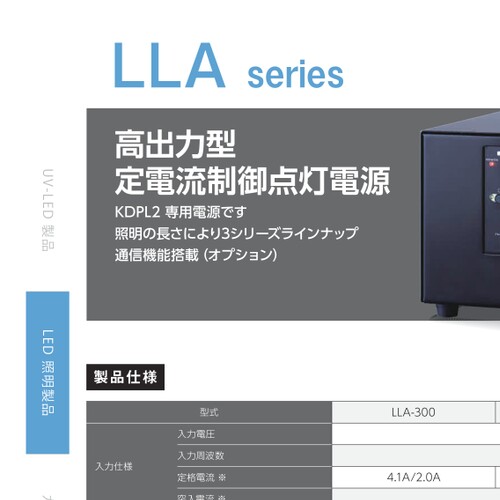 LLA series
高出力型
定電流制御点灯電源
KDPL2 専用電源です
照明の長さにより3シリーズラインナップ
通信機能搭載（オプション）
UV-LED 製品
LED 照明製品
製品仕様
型式 LLA-300
入力仕様
入力電圧
入力周波数
定格電流 ※ 4.1A/2.0A
突入電流 ※